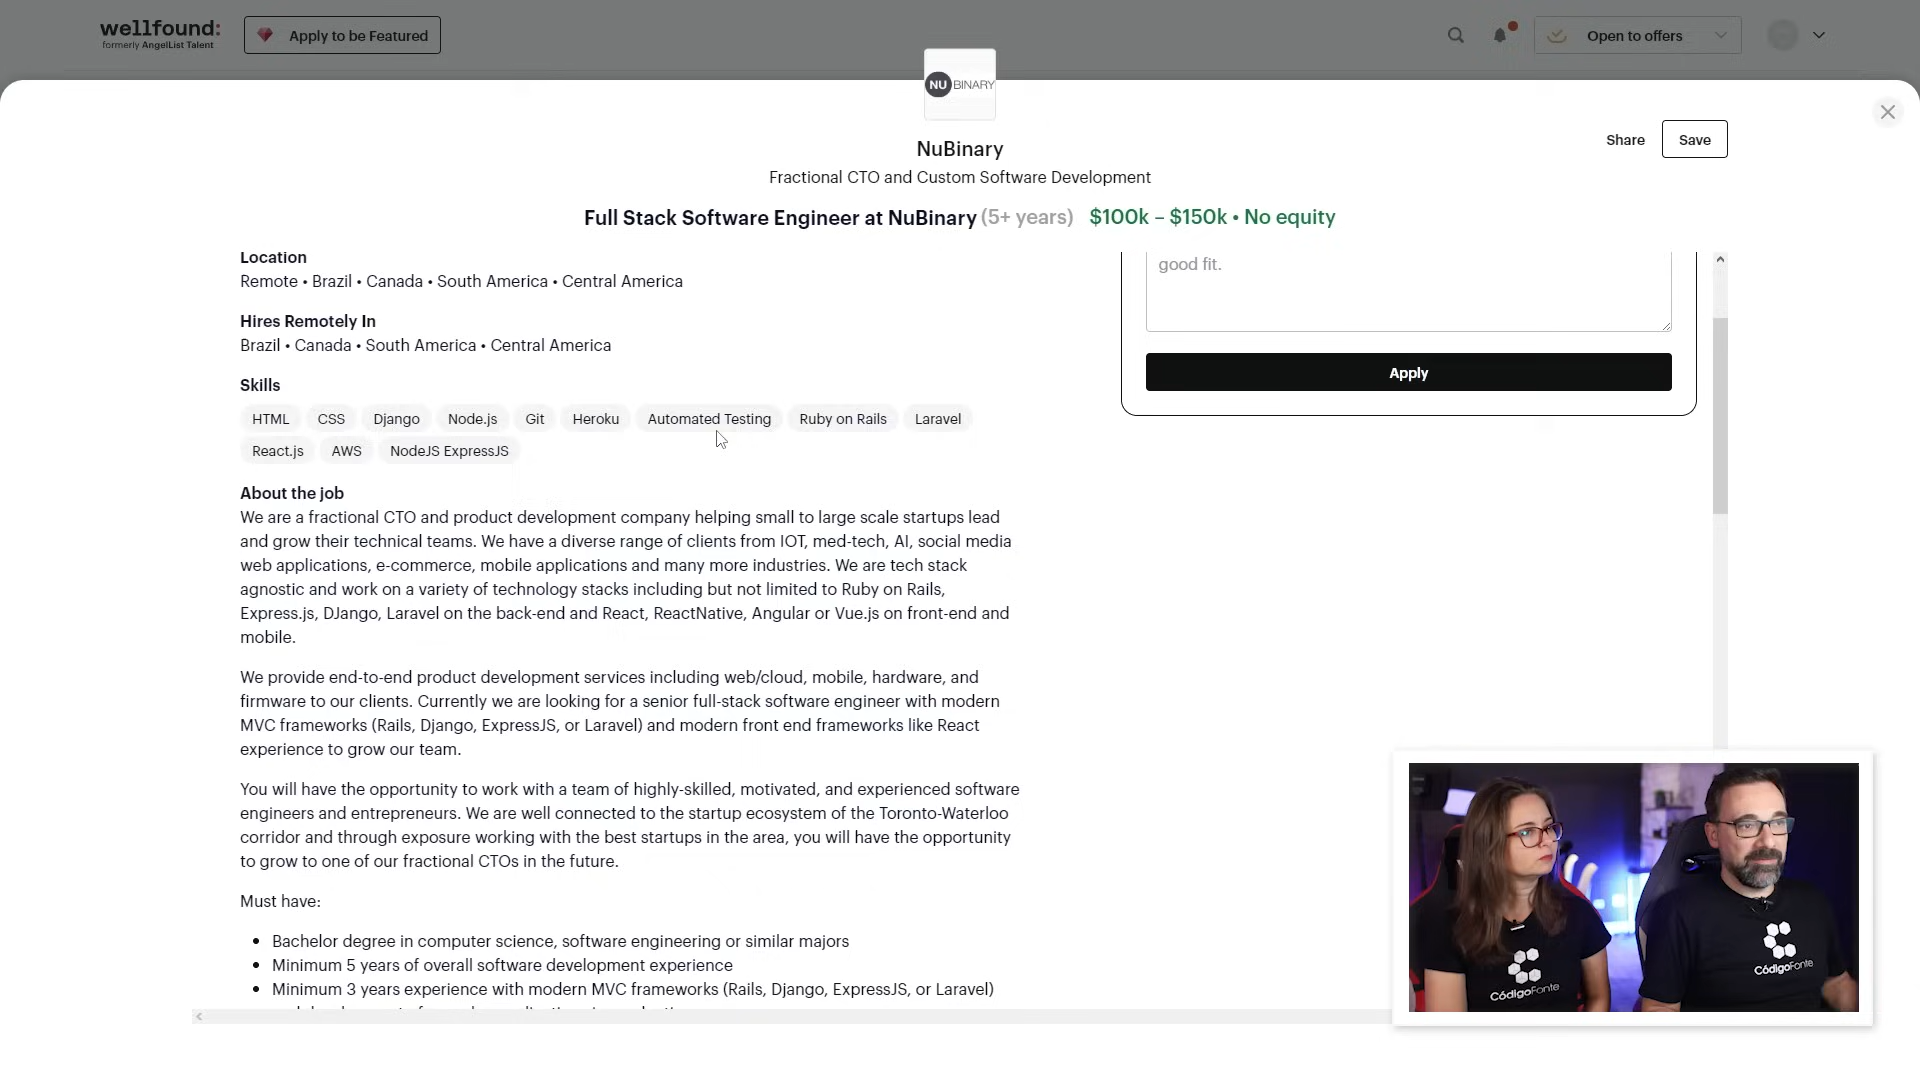 wellfound:
formerly AngelList Talent
Apply to be Featured
Open to offers
NU BINARY
NuBinary
Share
Save
Fractional CTO and Custom Software Development
Full Stack Software Engineer at NuBinary (5+ years) $100k – $150k • No equity
Location
Remote • Brazil • Canada • South America • Central America
good fit.
Hires Remotely In
Brazil • Canada • South America • Central America
Apply
Skills
HTML CSS Django Node.js Git Heroku Automated Testing Ruby on Rails Laravel
React.js AWS NodeJS ExpressJS
About the job
We are a fractional CTO and product development company helping small to large scale startups lead
and grow their technical teams. We have a diverse range of clients from IOT, med-tech, AI, social media
web applications, e-commerce, mobile applications and many more industries. We are tech stack
agnostic and work on a variety of technology stacks including but not limited to Ruby on Rails,
Express.js, DJango, Laravel on the back-end and React, ReactNative, Angular or Vue.js on front-end and
mobile.
We provide end-to-end product development services including web/cloud, mobile, hardware, and
firmware to our clients. Currently we are looking for a senior full-stack software engineer with modern
MVC frameworks (Rails, Django, ExpressJS, or Laravel) and modern front end frameworks like React
experience to grow our team.
You will have the opportunity to work with a team of highly-skilled, motivated, and experienced software
engineers and entrepreneurs. We are well connected to the startup ecosystem of the Toronto-Waterloo
corridor and through exposure working with the best startups in the area, you will have the opportunity
to grow to one of our fractional CTOs in the future.
Must have:
• Bachelor degree in computer science, software engineering or similar majors
• Minimum 5 years of overall software development experience
• Minimum 3 years experience with modern MVC frameworks (Rails, Django, ExpressJS, or Laravel)
CódigoFonte
CódigoFonte